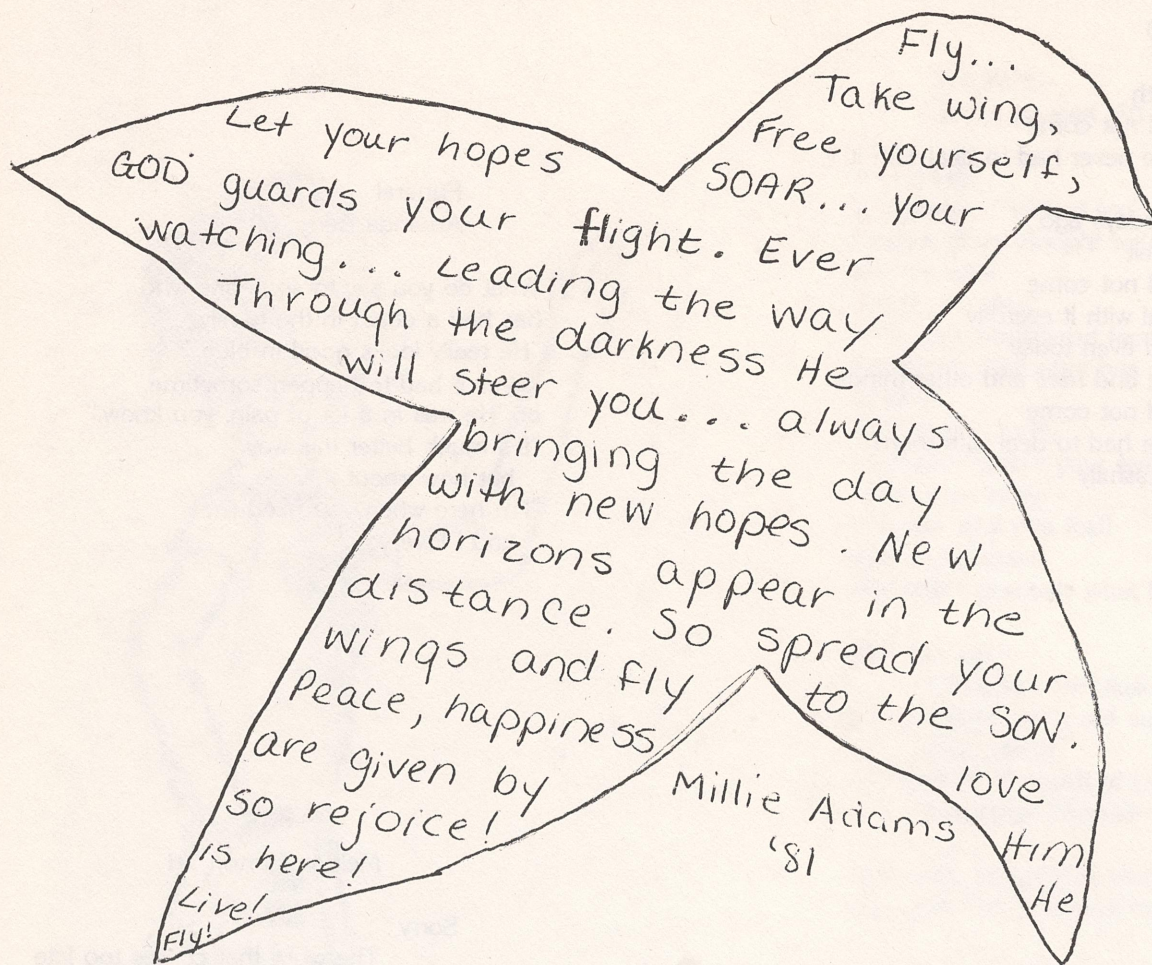 Fly...
Take wing,
Free yourself,
Let your hopes SOAR... your
GOD guards your flight. Ever
watching... Leading the way
Through the darkness He
will steer you... always
bringing the day
with new hopes. New
horizons appear in the
distance. So spread your
wings and fly to the SON.
Peace, happiness love
are given by Him
so rejoice! He
is here!
Live!
Fly!
Millie Adams
'81